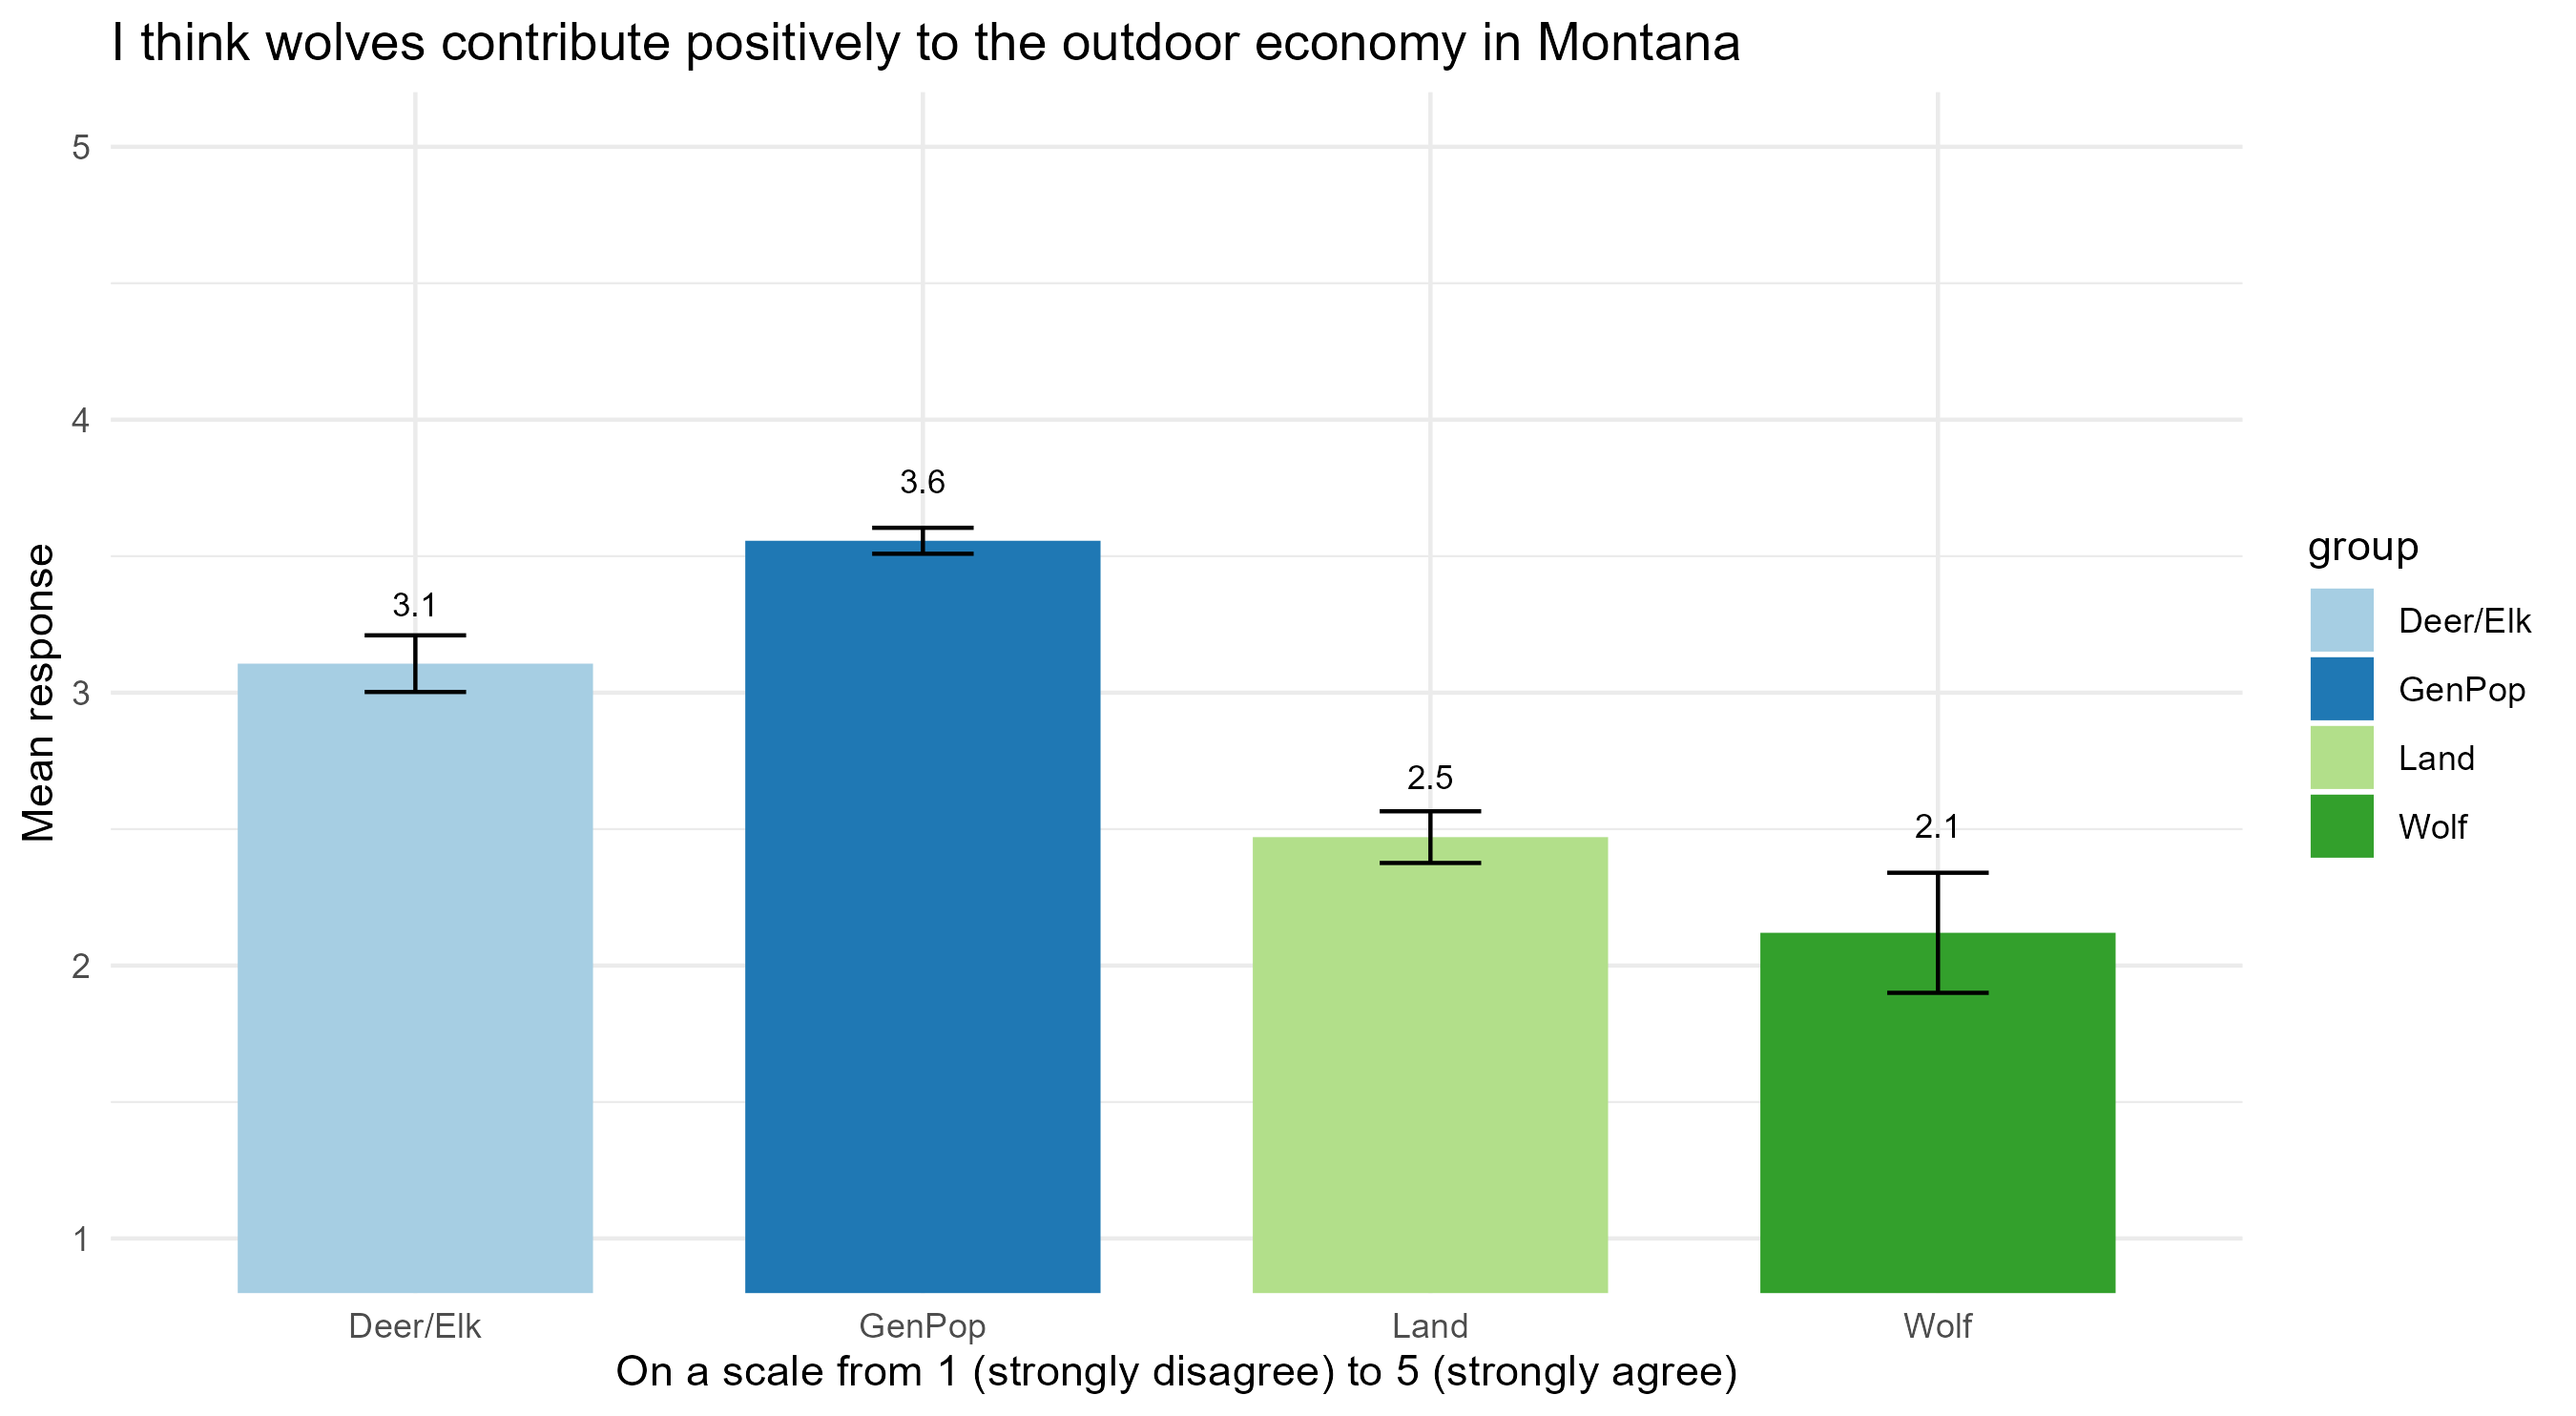 I think wolves contribute positively to the outdoor economy in Montana
Mean response
5
4
3
2
1
3.1
3.6
2.5
2.1
Deer/Elk
GenPop
Land
Wolf
On a scale from 1 (strongly disagree) to 5 (strongly agree)
group
Deer/Elk
GenPop
Land
Wolf